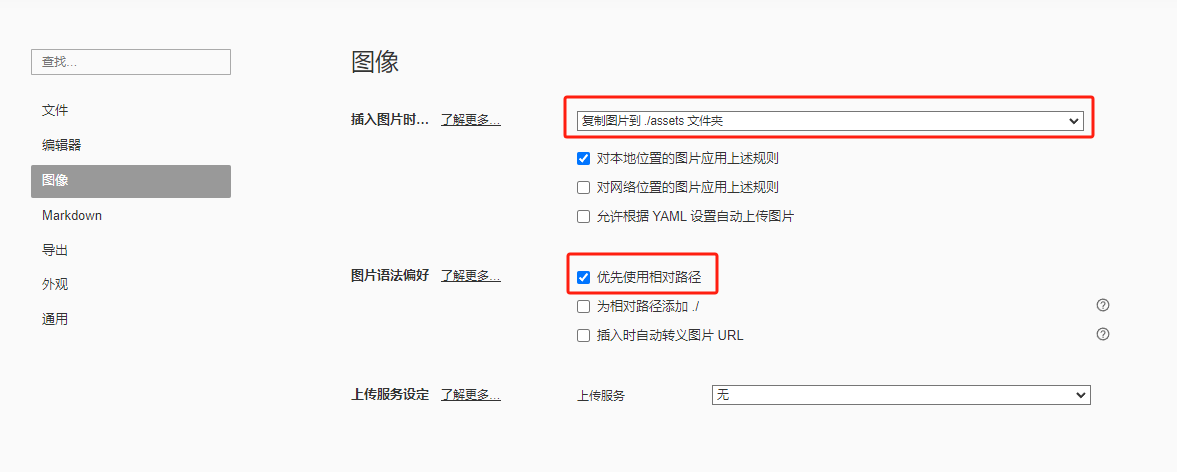 查找...
文件
编辑器
图像
Markdown
导出
外观
通用
图像
插入图片时... 了解更多... 复制图片到 ./assets 文件夹
对本地位置的图片应用上述规则
对网络位置的图片应用上述规则
允许根据 YAML 设置自动上传图片
图片语法偏好 了解更多... 优先使用相对路径
为相对路径添加 ./
插入时自动转义图片 URL
上传服务设定 了解更多... 上传服务 无